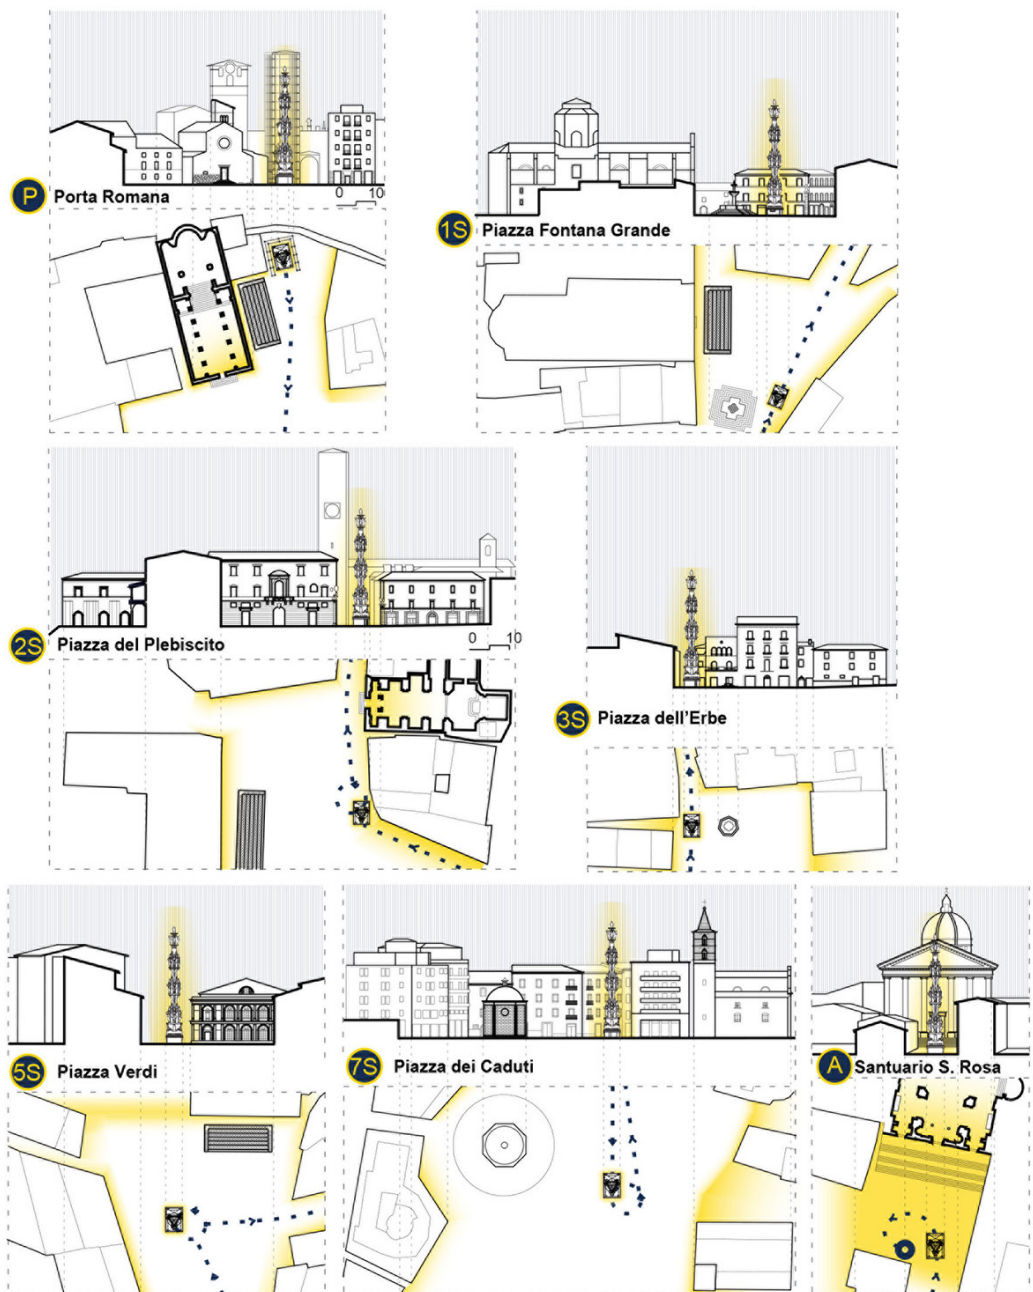 0 10
P Porta Romana
1S Piazza Fontana Grande
2S Piazza del Plebiscito
0 10
3S Piazza dell'Erbe
5S Piazza Verdi
7S Piazza dei Caduti
A Santuario S. Rosa